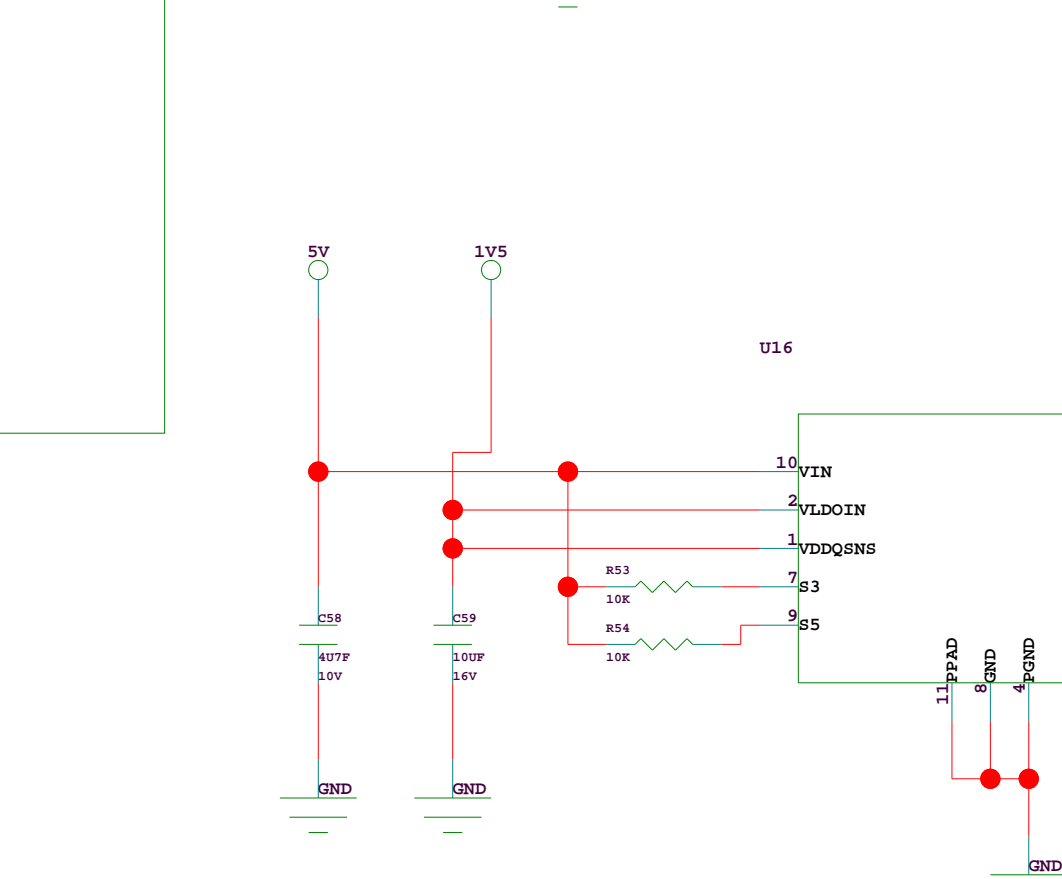 5V
1V5
U16
10
VIN
2
VLDOIN
1
VDDQSNS
R53
10K
7
S3
R54
10K
9
S5
C58
4U7F
10V
C59
10UF
16V
PPAD
11
GND
8
PGND
4
GND
GND
GND